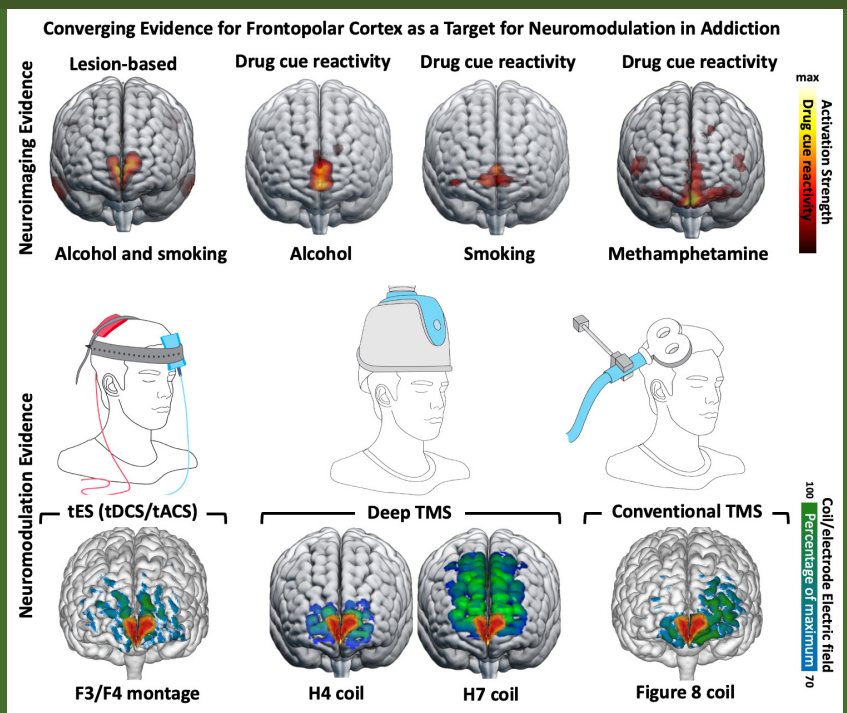 Converging Evidence for Frontopolar Cortex as a Target for Neuromodulation in Addiction
Neuroimaging Evidence
Lesion-based
Drug cue reactivity
Drug cue reactivity
Drug cue reactivity
Alcohol and smoking
Alcohol
Smoking
Methamphetamine
max
Activation Strength
Drug cue reactivity
Neuromodulation Evidence
tES (tDCS/tACS)
Deep TMS
Conventional TMS
F3/F4 montage
H4 coil
H7 coil
Figure 8 coil
Coil/electrode Electric field
100 Percentage of maximum 70